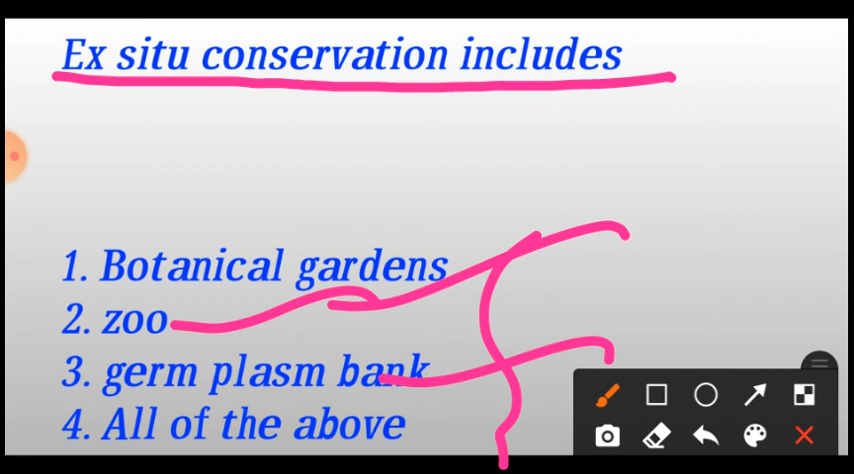 Ex situ conservation includes
1. Botanical gardens
2. zoo
3. germ plasm bank
4. All of the above